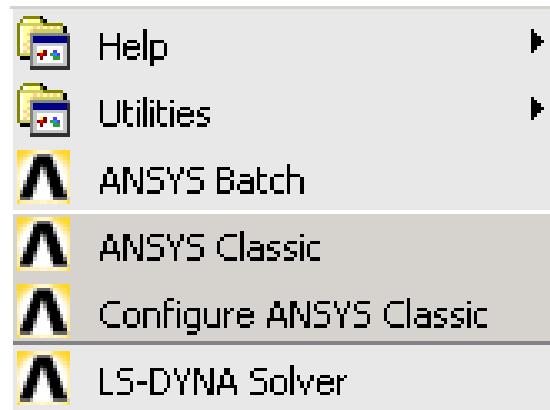 Help
Utilities
ANSYS Batch
ANSYS Classic
Configure ANSYS Classic
LS-DYNA Solver